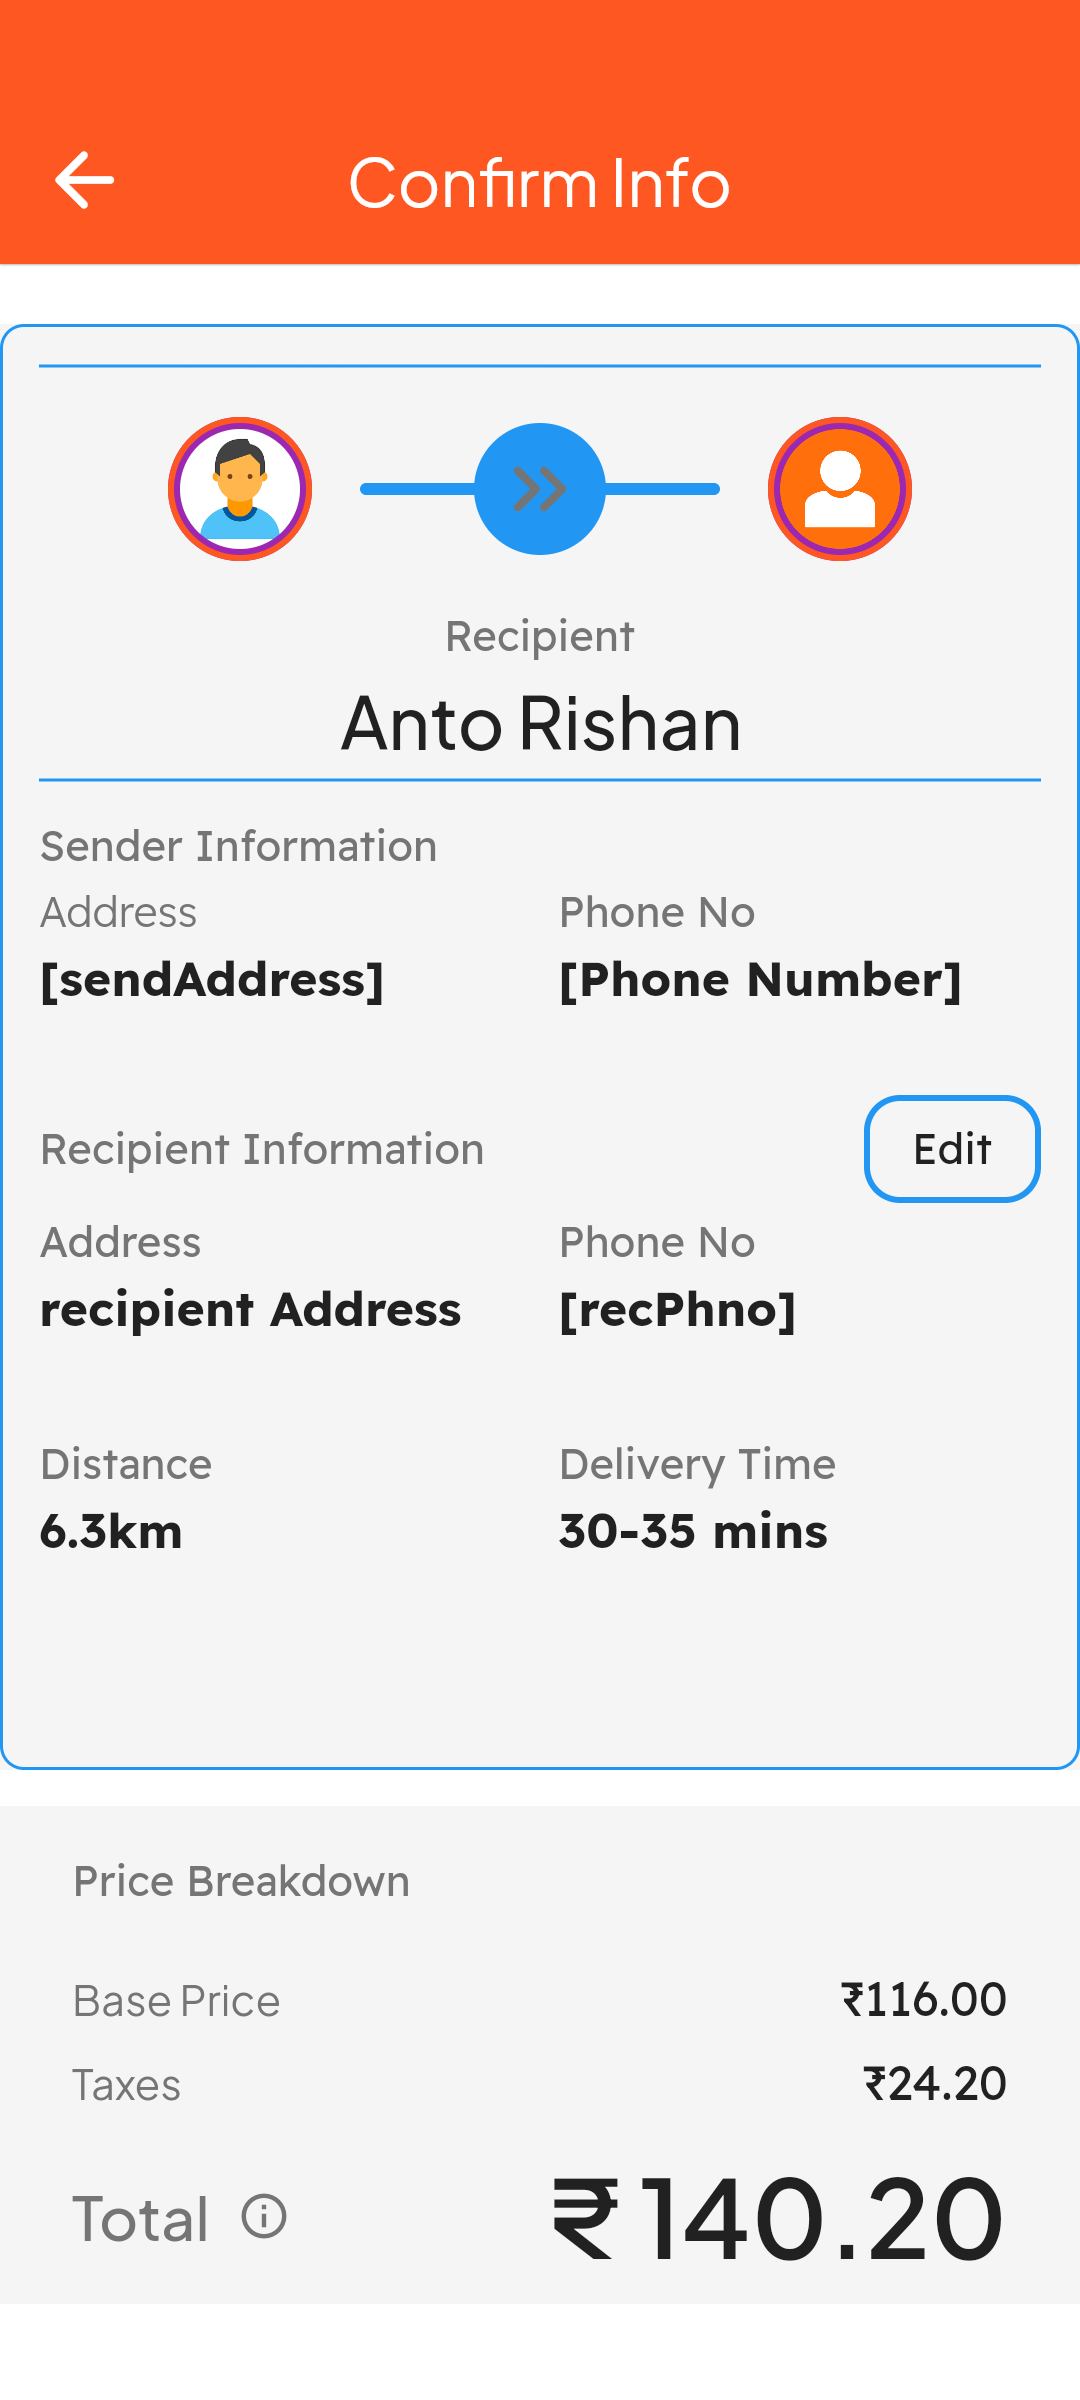 Confirm Info
Recipient
Anto Rishan
Sender Information
Address
Phone No
[sendAddress]
[Phone Number]
Recipient Information
Edit
Address
Phone No
recipient Address
[recPhno]
Distance
Delivery Time
6.3km
30-35 mins
Price Breakdown
Base Price
₹116.00
Taxes
₹24.20
Total
₹140.20